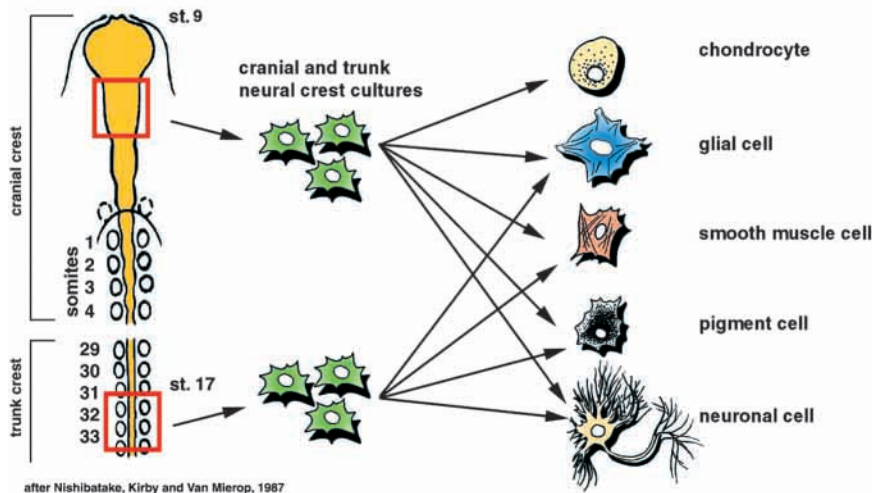 st. 9
cranial and trunk
neural crest cultures
chondrocyte
glial cell
smooth muscle cell
pigment cell
neuronal cell
cranial crest
somites
1
2
3
4
trunk crest
29
30
31
32
33
st. 17
after Nishibatake, Kirby and Van Mierop, 1987